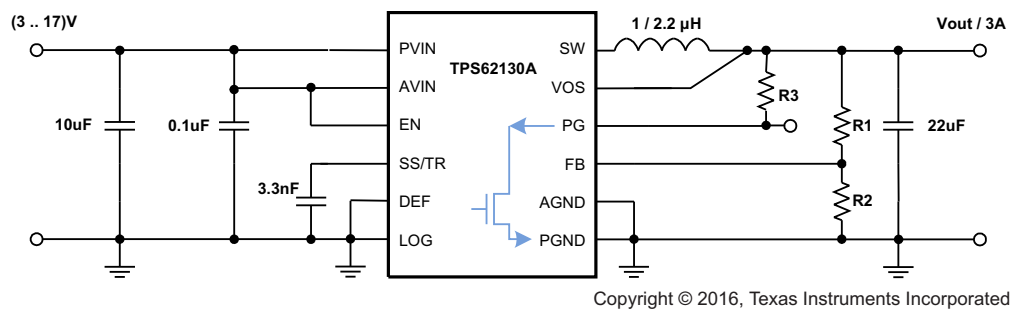 (3 .. 17)V
1 / 2.2 µH
Vout / 3A
TPS62130A
PVIN
SW
AVIN
VOS
R3
10uF
0.1uF
EN
PG
R1
22uF
SS/TR
FB
3.3nF
DEF
AGND
R2
LOG
PGND
Copyright © 2016, Texas Instruments Incorporated